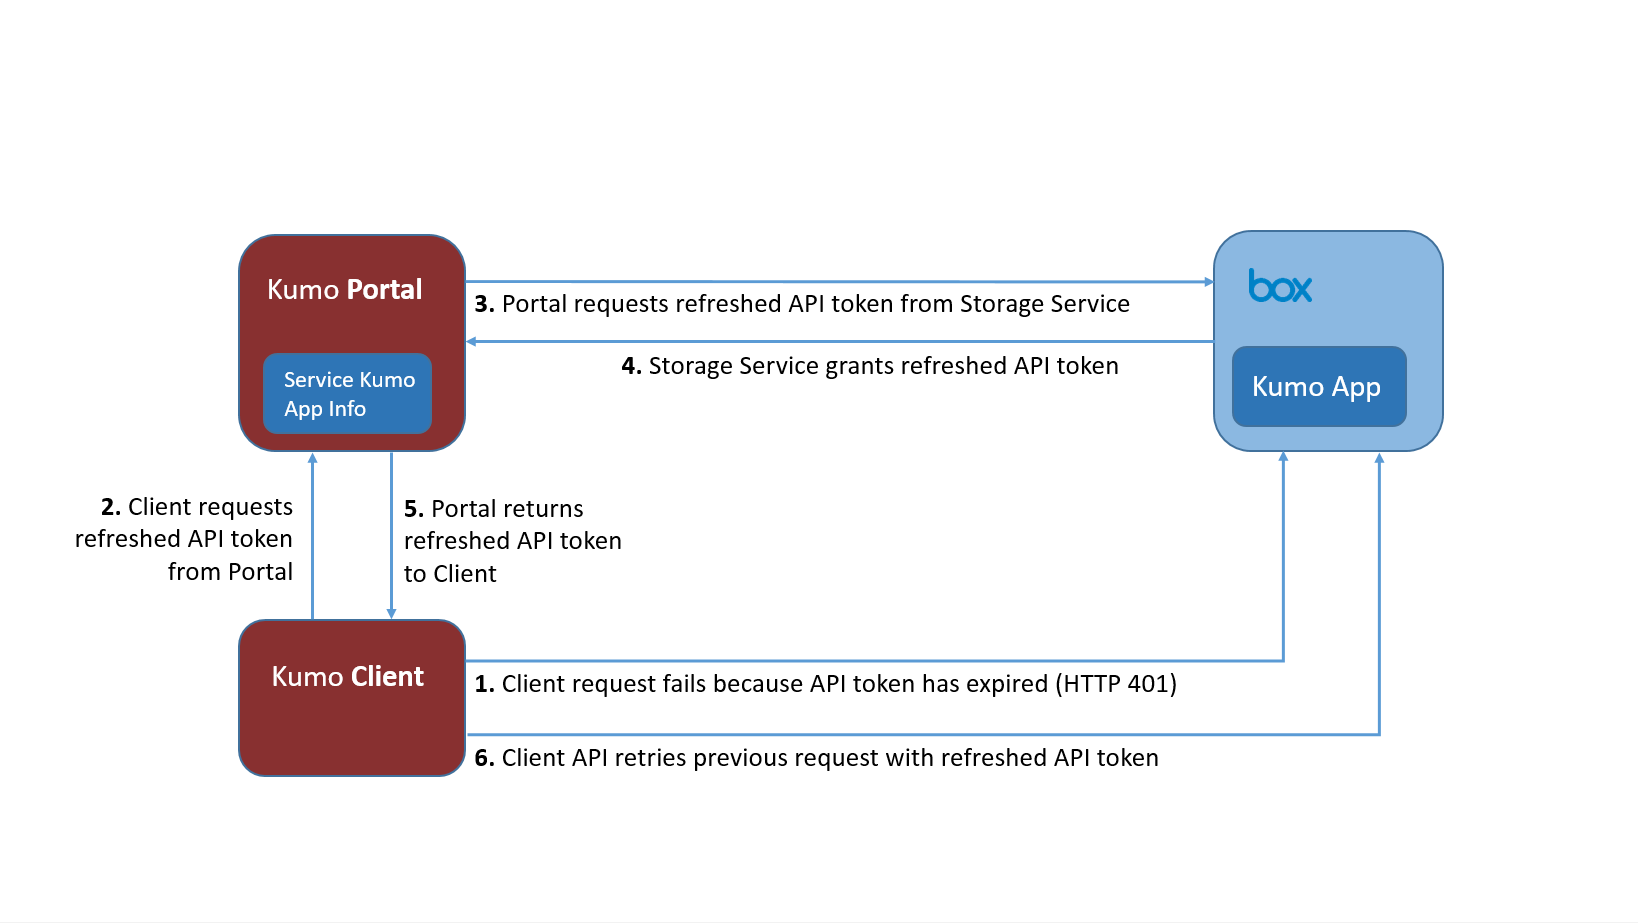 Kumo Portal
Service Kumo
App Info
3. Portal requests refreshed API token from Storage Service
4. Storage Service grants refreshed API token
box
Kumo App
2. Client requests
refreshed API token
from Portal
5. Portal returns
refreshed API token
to Client
Kumo Client
1. Client request fails because API token has expired (HTTP 401)
6. Client API retries previous request with refreshed API token